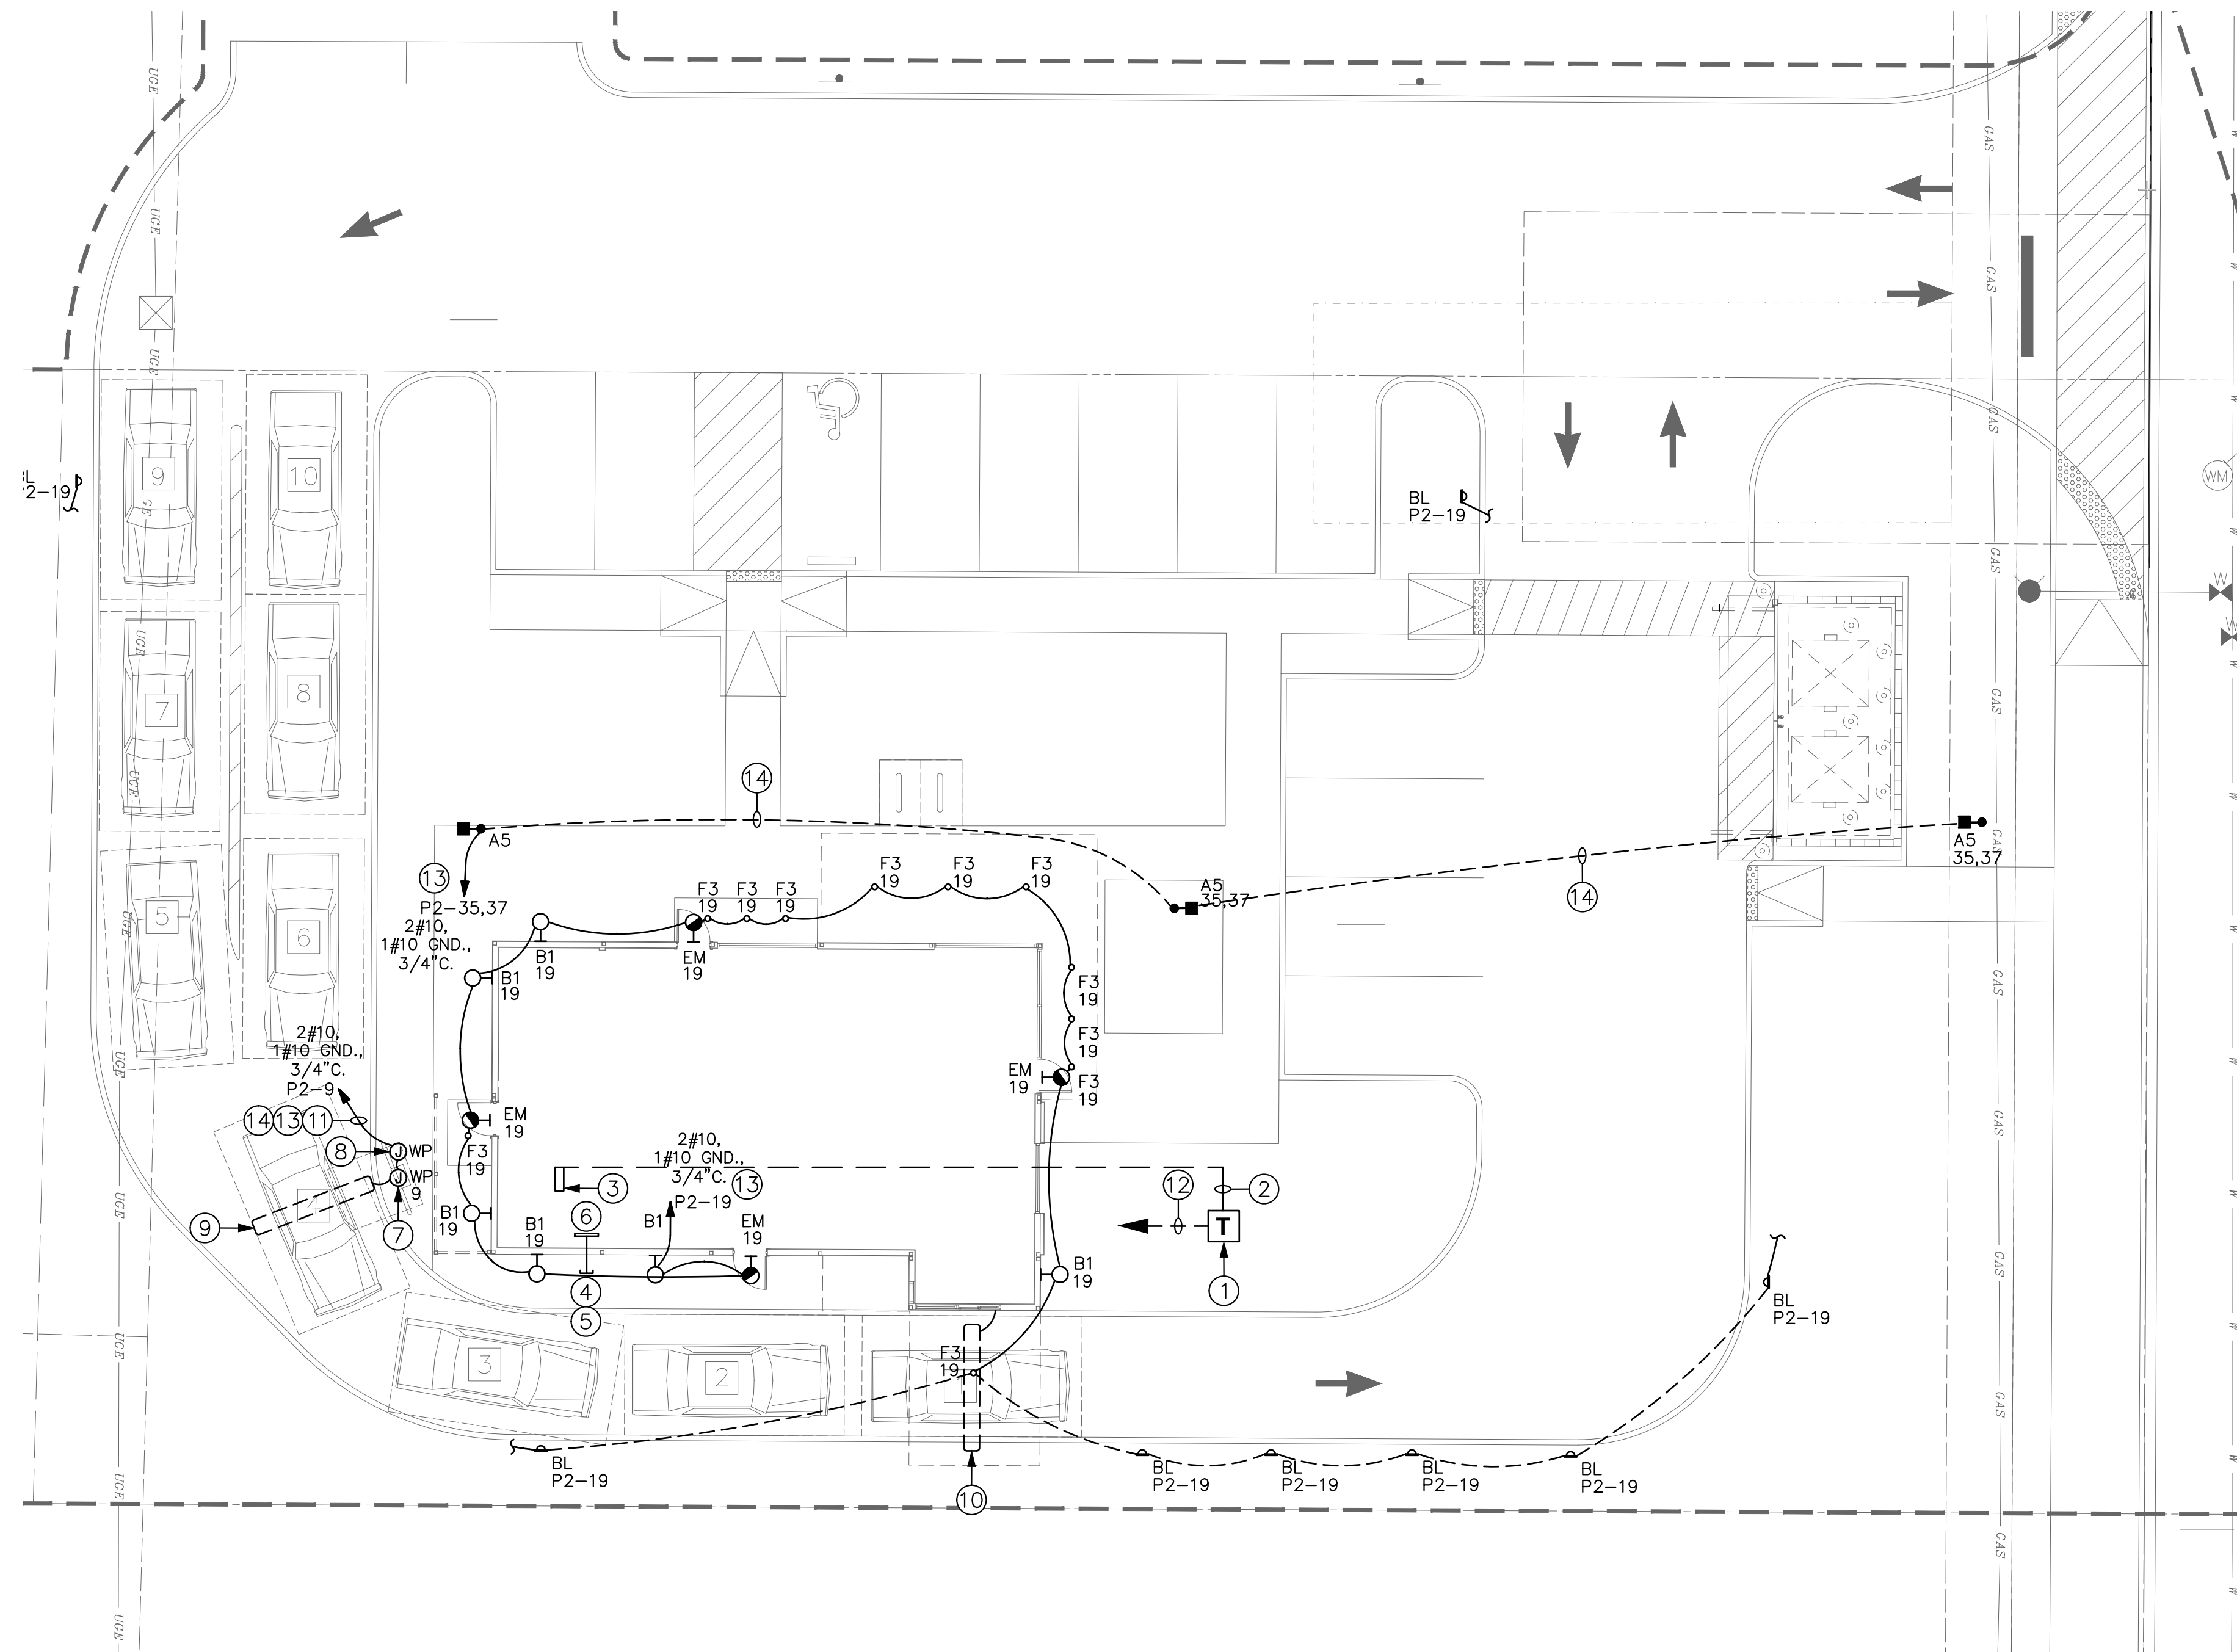 UGE
GAS
W
UGE
GAS
W
UGE
GAS
W
9
10
GAS
WM
2-19
BL
P2-19
W
UGE
GAS
W
7
8
GAS
UGE
14
A5
A5
35,37
GAS
13
P2-35,37
2#10,
1#10 GND.,
3/4"C.
F3
19
F3
19
F3
19
F3
19
F3
19
F3
19
A5
35,37
14
5
6
UGE
B1
19
B1
19
EM
19
F3
19
F3
19
F3
19
EM
19
GAS
2#10,
1#10 GND.,
3/4"C.
P2-9
UGE
14
13
11
8
J
WP
J
WP
9
7
9
4
EM
19
F3
19
B1
19
2#10,
1#10 GND.,
3/4"C.
13
P2-19
3
6
B1
19
B1
EM
19
4
5
12
2
T
1
B1
19
GAS
UGE
GAS
BL
P2-19
3
2
F3
19
UGE
GAS
BL
P2-19
10
BL
P2-19
BL
P2-19
BL
P2-19
BL
P2-19
UGE
GAS
UGE